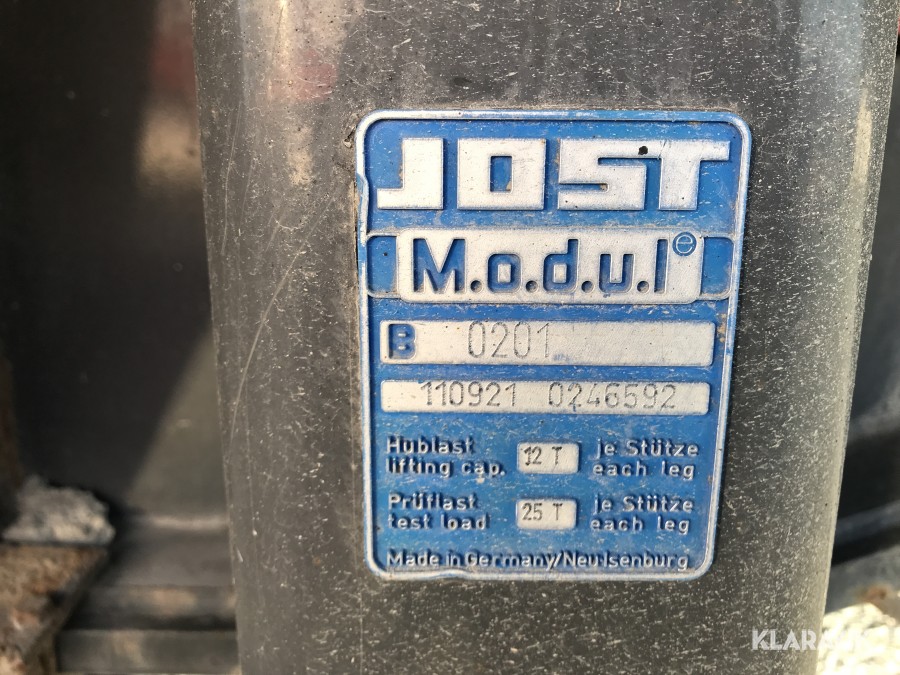 JOST
M.o.d.u.l e
B 0201
110921 0246592
Hublast 12 T je Stütze
lifting cap. each leg
Prüflast 25 T je Stütze
test load each leg
Made in Germany/Neu-Isenburg